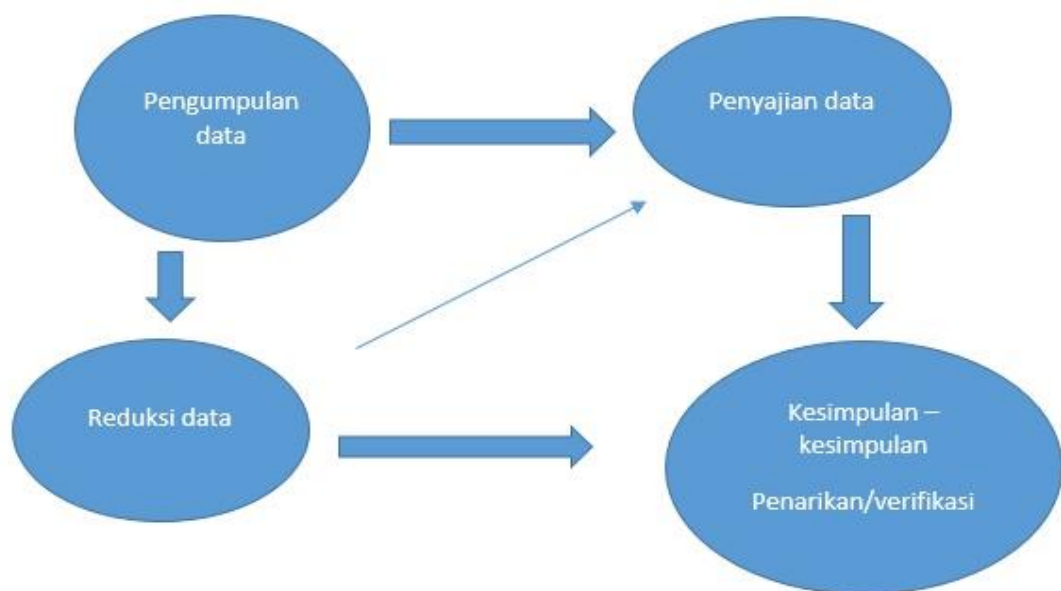 Pengumpulan
data
Penyajian data
Reduksi data
Kesimpulan –
kesimpulan
Penarikan/verifikasi